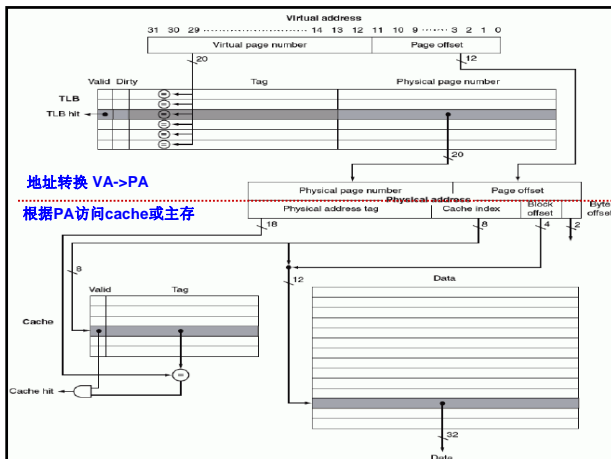 Virtual address
31 30 29 ·················· 14 13 12 11 10 9 ······· 3 2 1 0
Virtual page number Page offset
20 12
Valid Dirty Tag Physical page number
TLB
=
=
TLB hit
=
=
=
=
20
地址转换 VA->PA
Physical page number Page offset
Physical address
根据PA访问cache或主存
Physical address tag Cache index Block offset Byte offset
18 8 4 2
8 12 Data
Valid Tag
Cache
=
Cache hit
32
Data